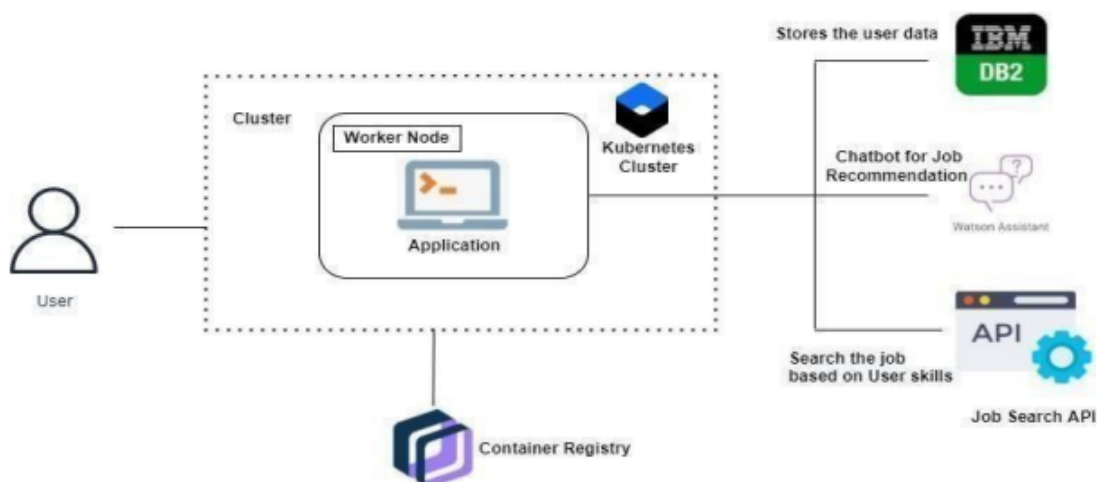 Stores the user data
IBM
DB2
Cluster
Worker Node
Kubernetes
Cluster
Application
Chatbot for Job
Recommendation
?
Watson Assistant
User
API
Search the job
based on User skills
Job Search API
Container Registry